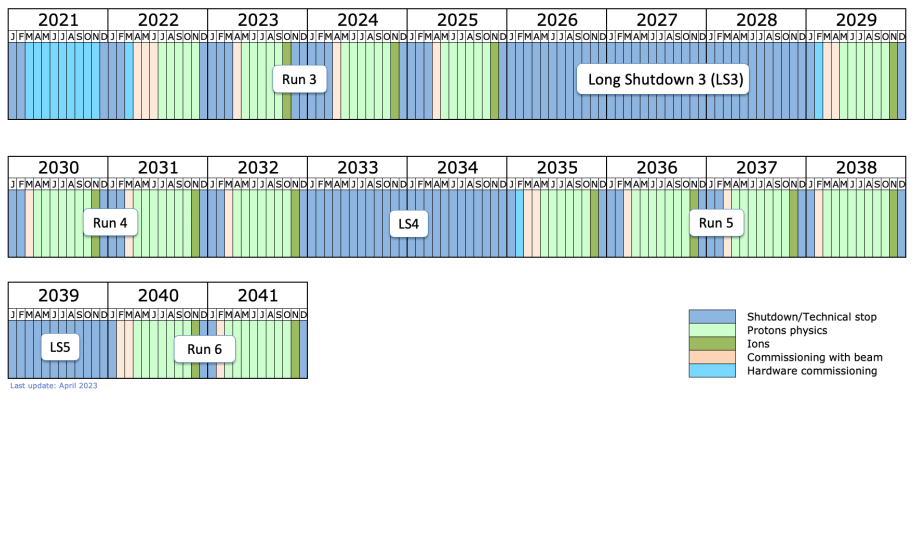 2021 2022 2023 2024 2025 2026 2027 2028 2029
J F M A M J J A S O N D J F M A M J J A S O N D J F M A M J J A S O N D J F M A M J J A S O N D J F M A M J J A S O N D J F M A M J J A S O N D J F M A M J J A S O N D J F M A M J J A S O N D J F M A M J J A S O N D
Run 3 Long Shutdown 3 (LS3)
2030 2031 2032 2033 2034 2035 2036 2037 2038
J F M A M J J A S O N D J F M A M J J A S O N D J F M A M J J A S O N D J F M A M J J A S O N D J F M A M J J A S O N D J F M A M J J A S O N D J F M A M J J A S O N D J F M A M J J A S O N D J F M A M J J A S O N D
Run 4 LS4 Run 5
2039 2040 2041
J F M A M J J A S O N D J F M A M J J A S O N D J F M A M J J A S O N D
LS5 Run 6
Last update: April 2023
Shutdown/Technical stop
Protons physics
Ions
Commissioning with beam
Hardware commissioning